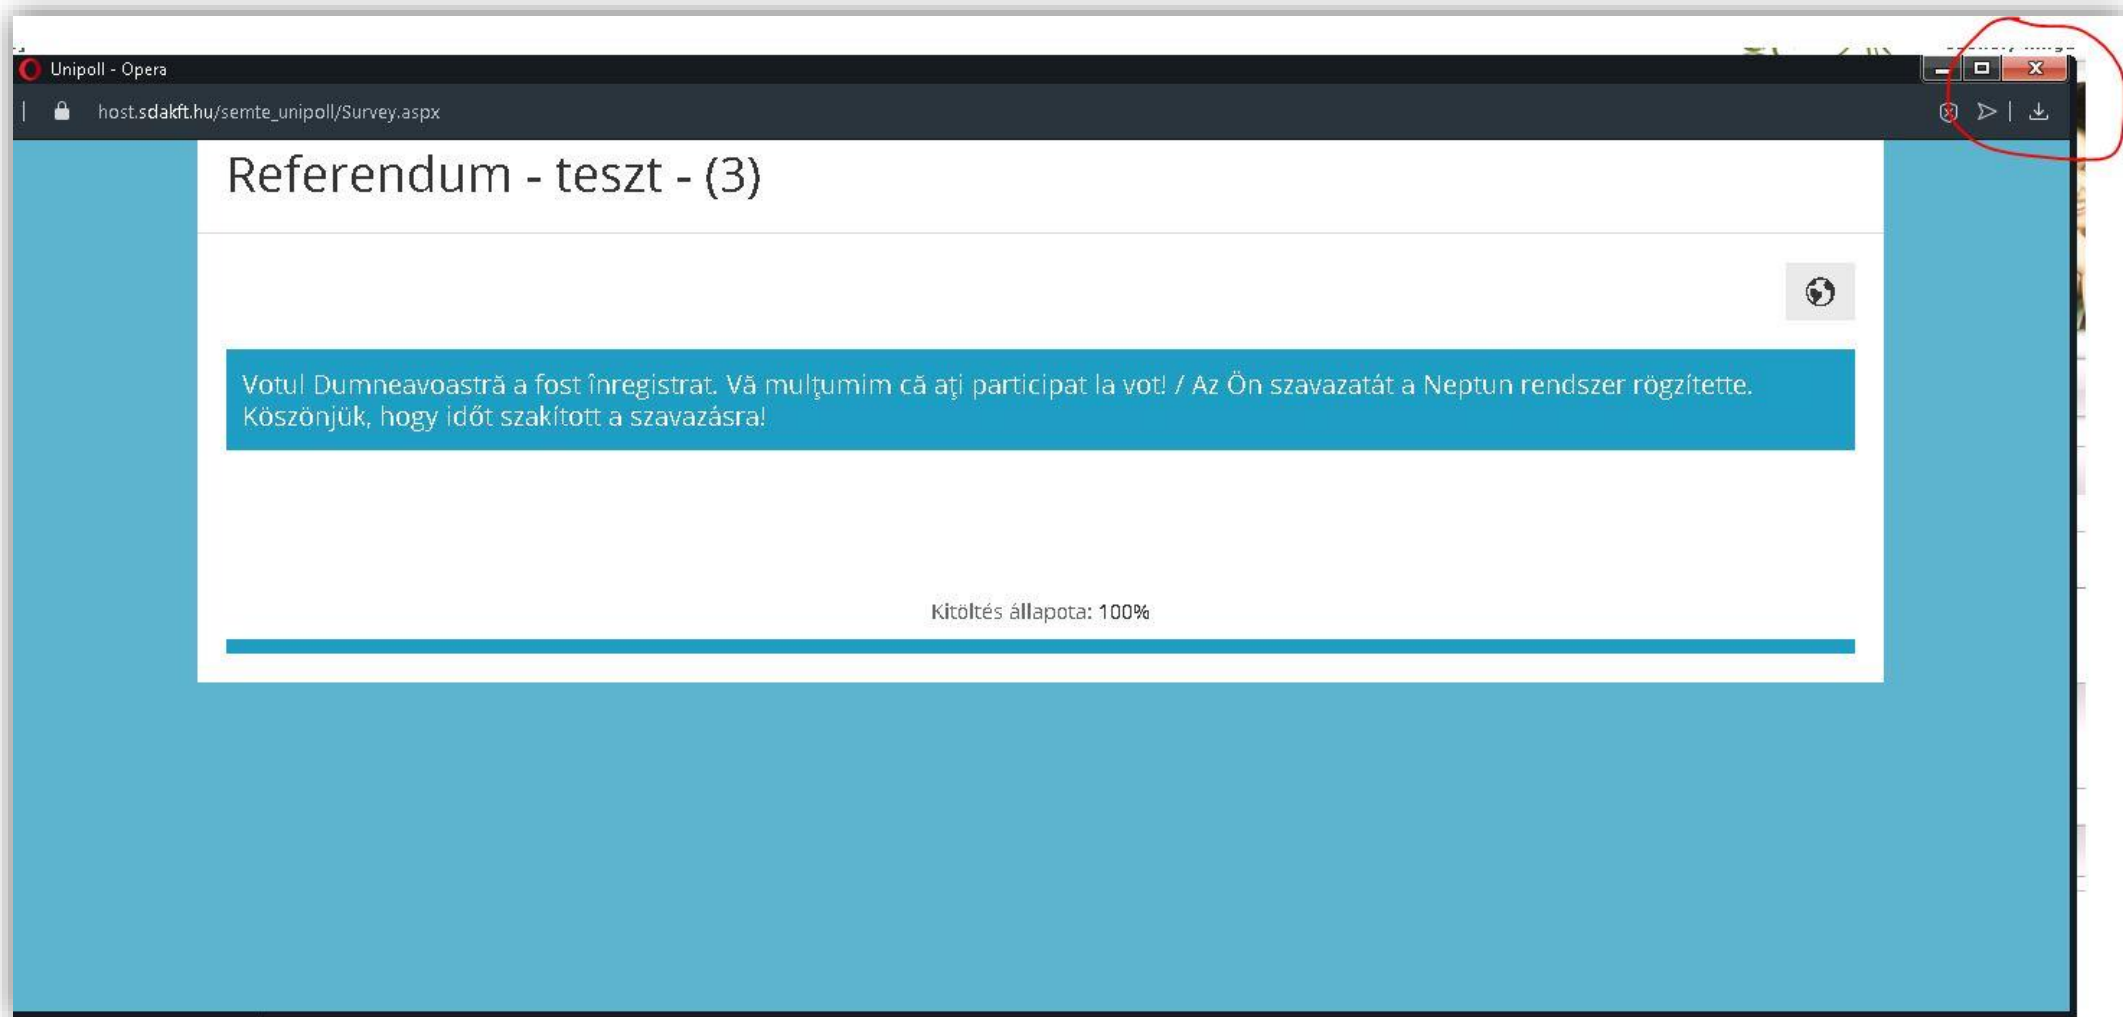 Unipoll - Opera
host.sdakft.hu/semte_unipoll/Survey.aspx
Referendum - teszt - (3)
Votul Dumneavoastră a fost înregistrat. Vă mulţumim că aţi participat la vot! / Az Ön szavazatát a Neptun rendszer rögzítette.
Köszönjük, hogy időt szakított a szavazásra!
Kitöltés állapota: 100%